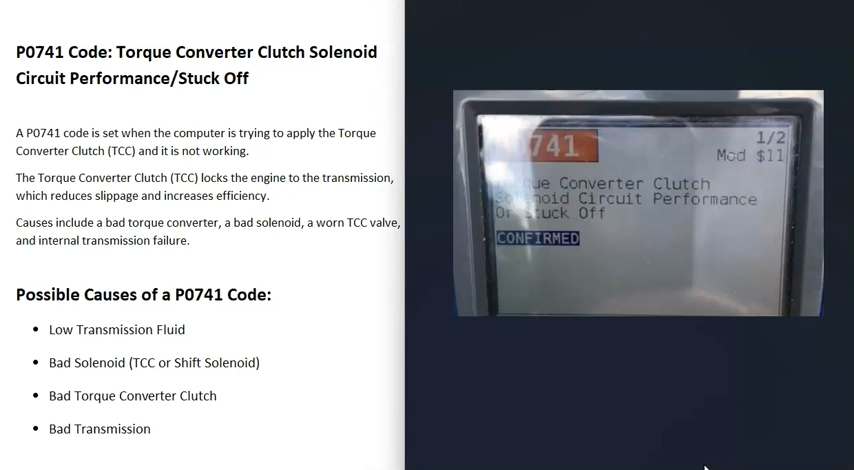 P0741 Code: Torque Converter Clutch Solenoid
Circuit Performance/Stuck Off
A P0741 code is set when the computer is trying to apply the Torque
Converter Clutch (TCC) and it is not working.
The Torque Converter Clutch (TCC) locks the engine to the transmission,
which reduces slippage and increases efficiency.
Causes include a bad torque converter, a bad solenoid, a worn TCC valve,
and internal transmission failure.
Possible Causes of a P0741 Code:
• Low Transmission Fluid
• Bad Solenoid (TCC or Shift Solenoid)
• Bad Torque Converter Clutch
• Bad Transmission
741
1/2
Mod $11
Torque Converter Clutch
Solenoid Circuit Performance
Or Stuck Off
CONFIRMED